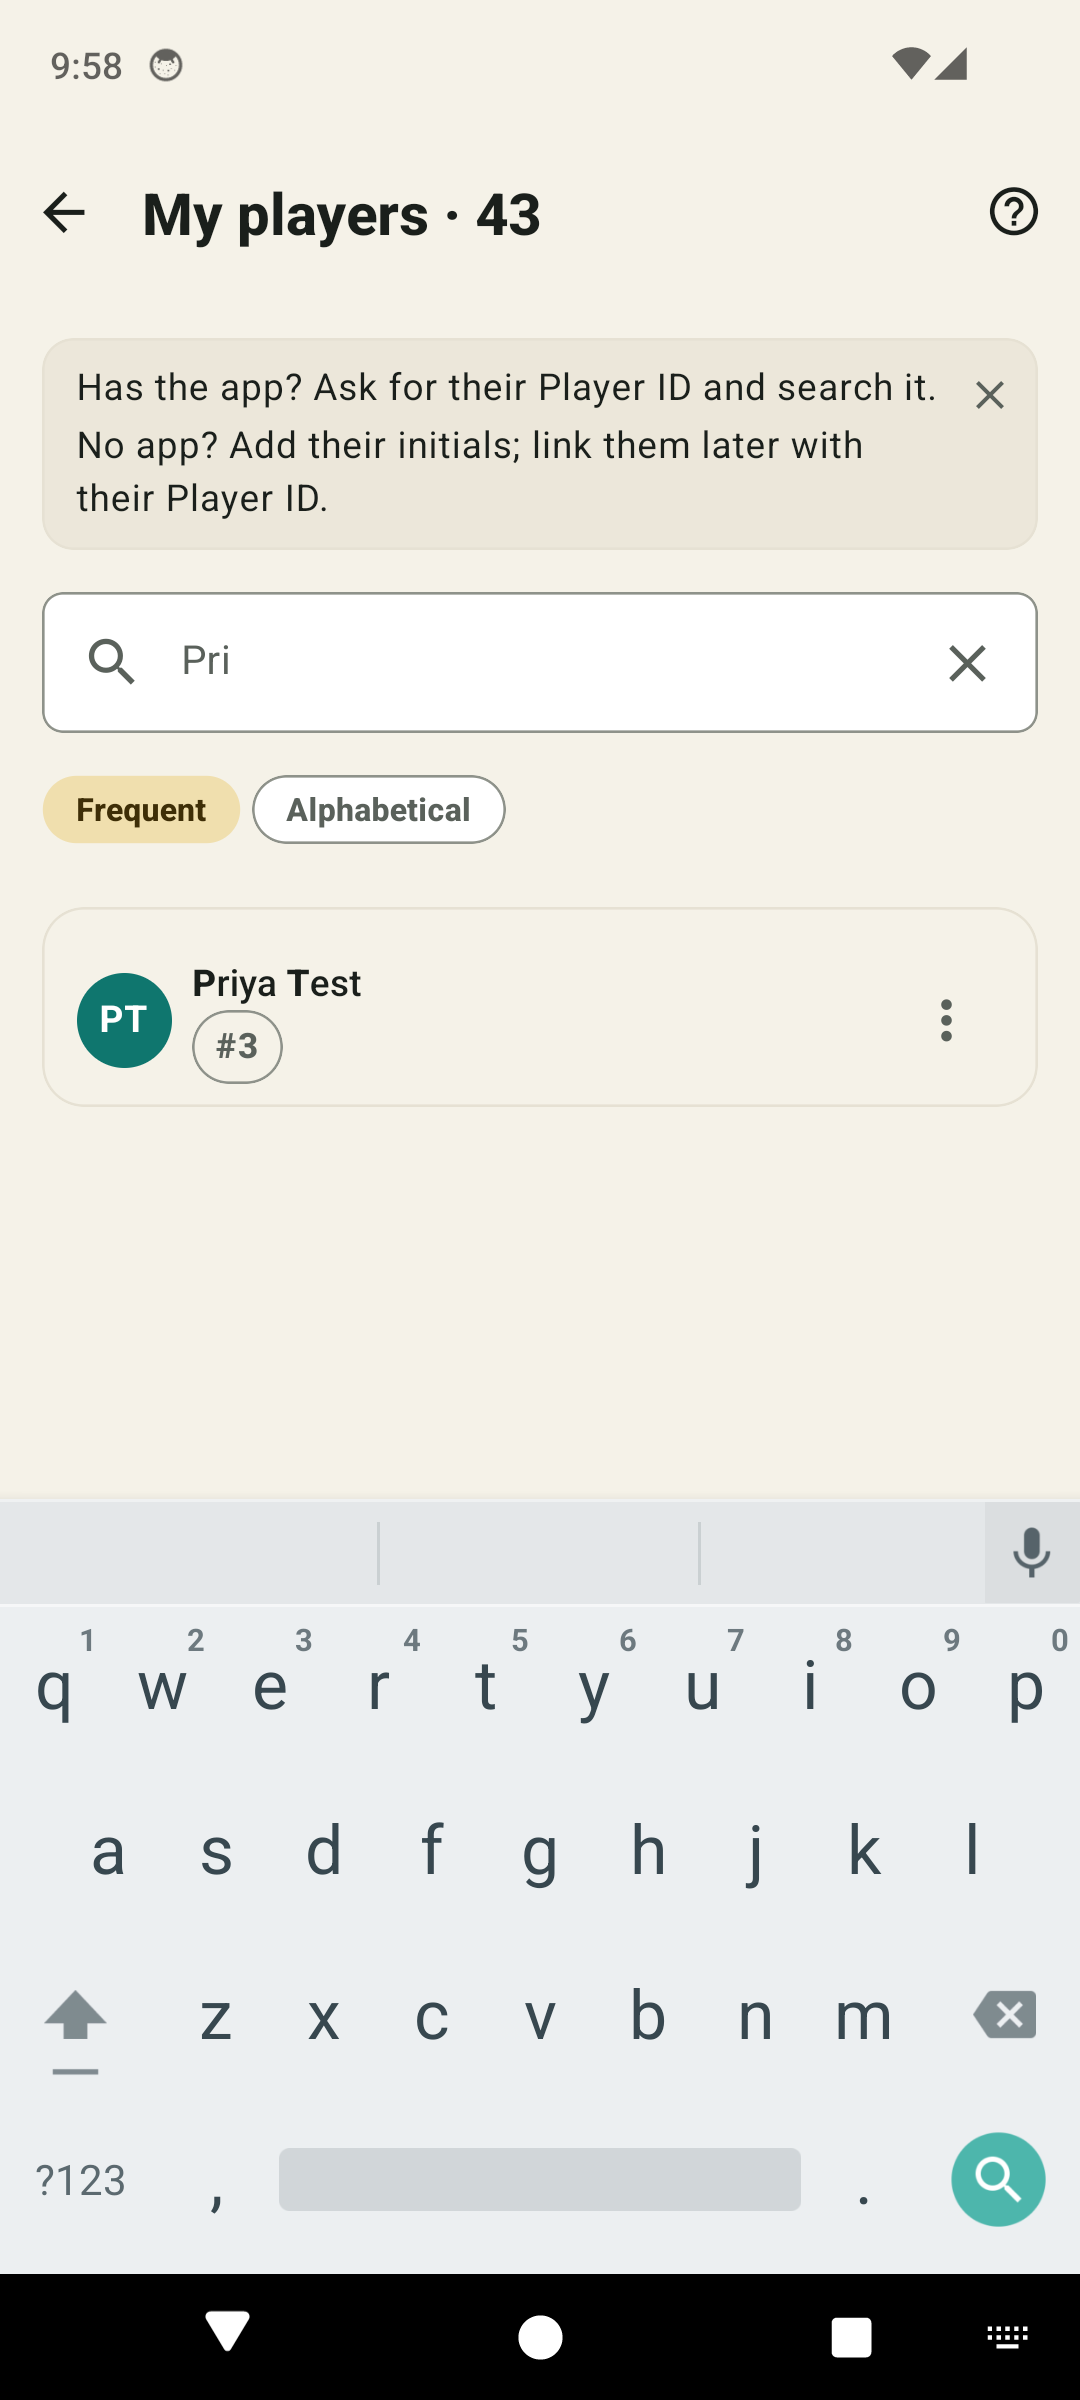 9:58
My players · 43
Has the app? Ask for their Player ID and search it.
No app? Add their initials; link them later with
their Player ID.
Pri
Frequent
Alphabetical
PT
Priya Test
#3
1 2 3 4 5 6 7 8 9 0
q w e r t y u i o p
a s d f g h j k l
z x c v b n m
?123 , .